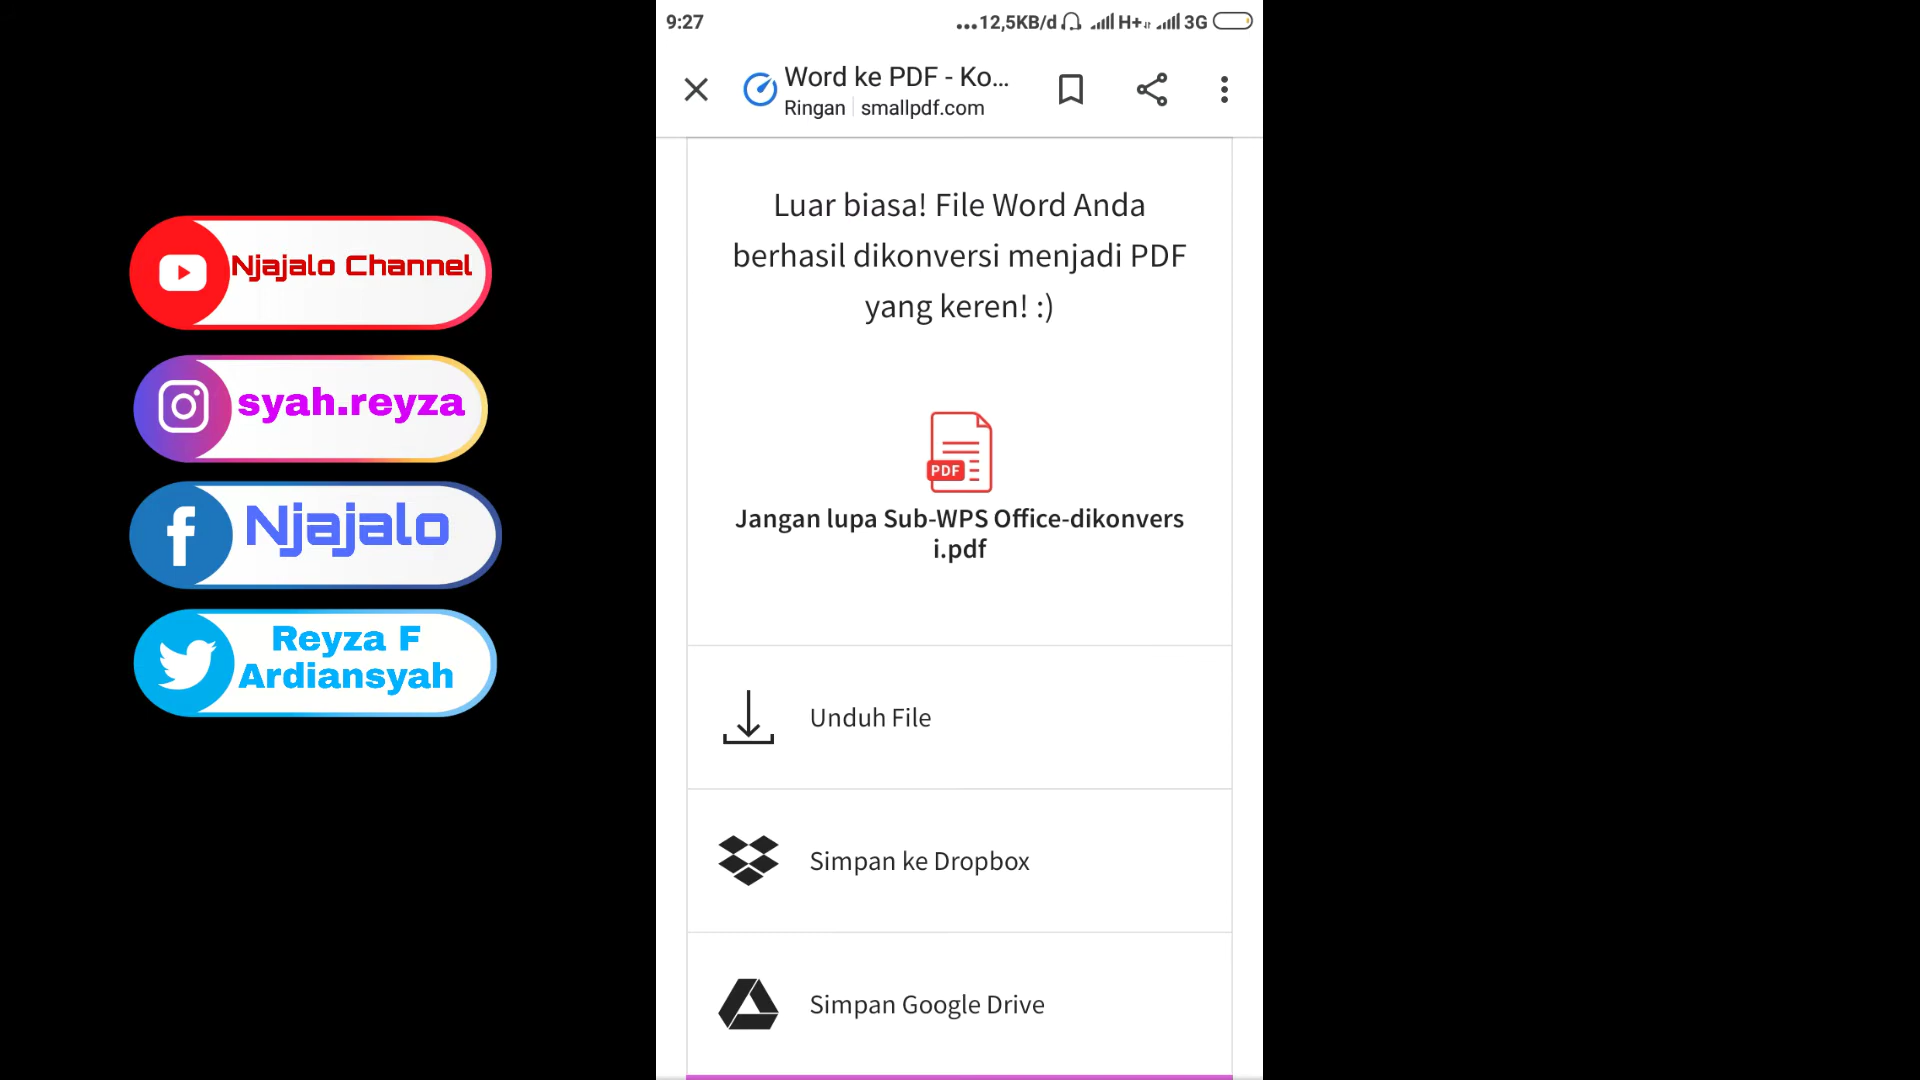 9:27
...12,5KB/d H+ 3G
Word ke PDF - Ko...
Ringan smallpdf.com
Luar biasa! File Word Anda
berhasil dikonversi menjadi PDF
yang keren! :)
PDF
Jangan lupa Sub-WPS Office-dikonvers
i.pdf
Unduh File
Simpan ke Dropbox
Simpan Google Drive
Njajalo Channel
syah.reyza
f
Njajalo
Reyza F
Ardiansyah